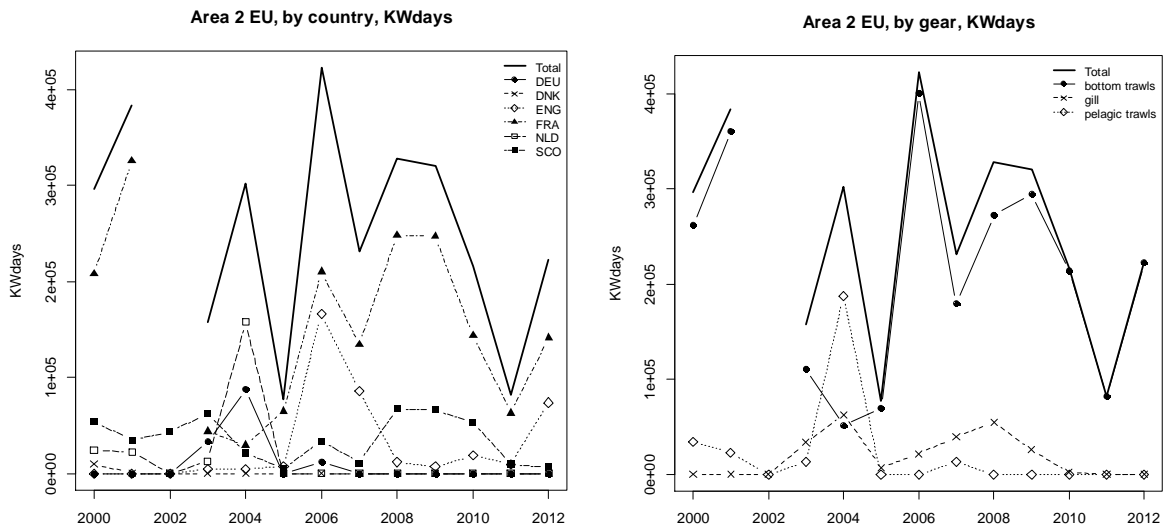 Area 2 EU, by country, KWdays
KWdays
0e+00
1e+05
2e+05
3e+05
4e+05
2000 2002 2004 2006 2008 2010 2012
Total
DEU
DNK
ENG
FRA
NLD
SCO
Area 2 EU, by gear, KWdays
KWdays
0e+00
1e+05
2e+05
3e+05
4e+05
2000 2002 2004 2006 2008 2010 2012
Total
bottom trawls
gill
pelagic trawls